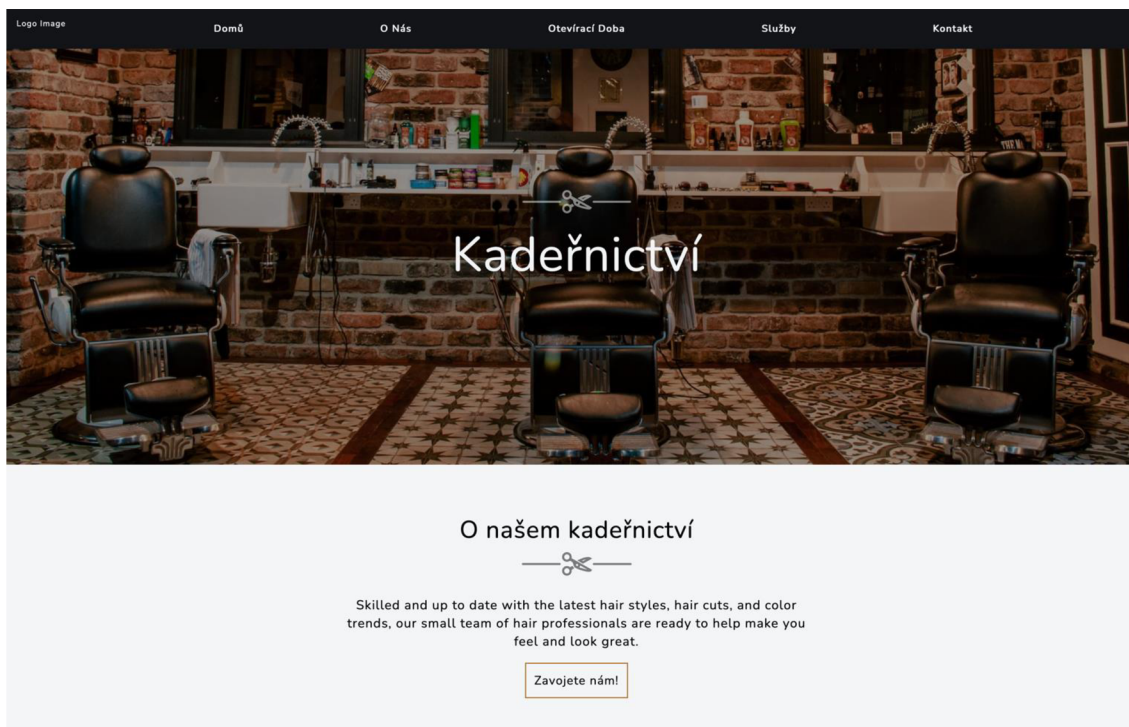 Logo Image
Domů
O Nás
Otevírací Doba
Služby
Kontakt
Kadeřnictví
O našem kadeřnictví
Skilled and up to date with the latest hair styles, hair cuts, and color
trends, our small team of hair professionals are ready to help make you
feel and look great.
Zavojete nám!